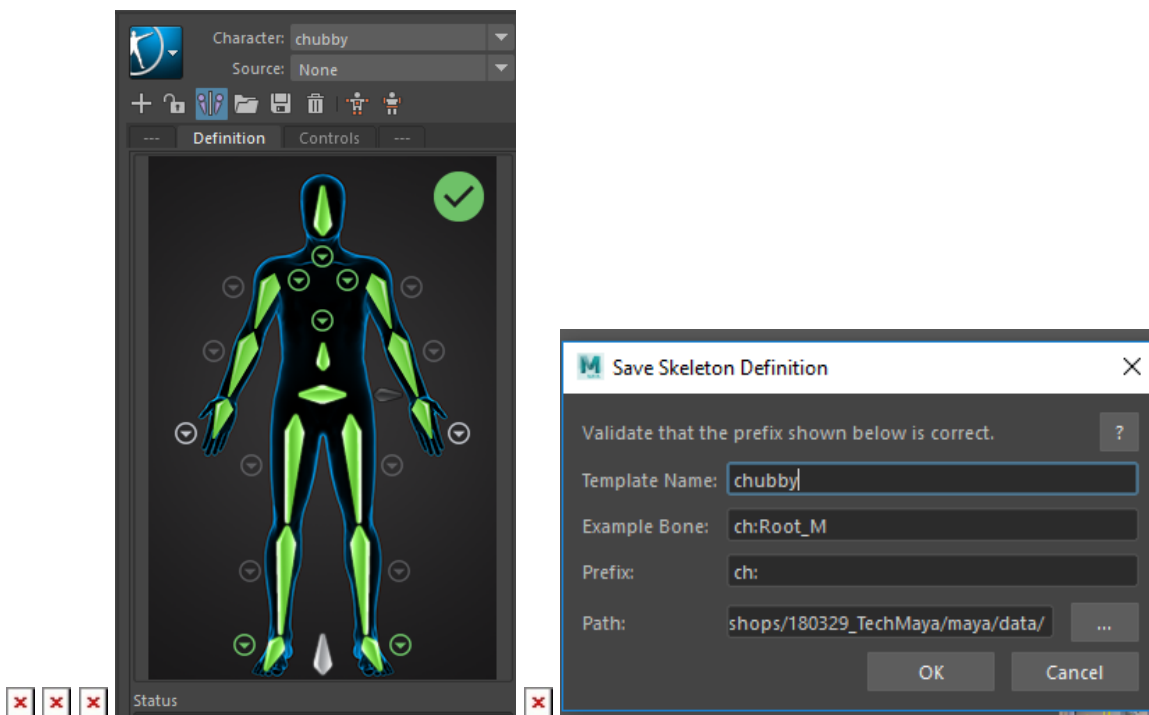 Character: chubby
Source: None
--- Definition Controls ---
Status
Save Skeleton Definition
Validate that the prefix shown below is correct. ?
Template Name: chubby
Example Bone: ch:Root_M
Prefix: ch:
Path: shops/180329_TechMaya/maya/data/ ...
OK Cancel